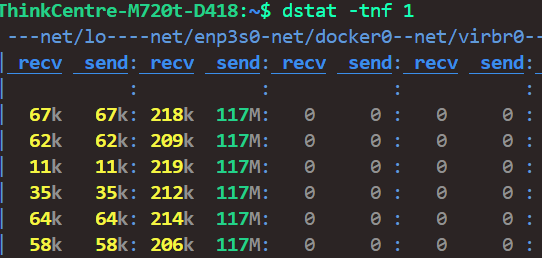 ThinkCentre-M720t-D418:~$ dstat -tnf 1
---net/lo----net/enp3s0-net/docker0--net/virbr0--
| recv  send: recv  send: recv  send: recv  send:
|           :           :           :           :
| 67k   67k: 218k  117M:   0     0 :   0     0 :
| 62k   62k: 209k  117M:   0     0 :   0     0 :
| 11k   11k: 219k  117M:   0     0 :   0     0 :
| 35k   35k: 212k  117M:   0     0 :   0     0 :
| 64k   64k: 214k  117M:   0     0 :   0     0 :
| 58k   58k: 206k  117M:   0     0 :   0     0 :